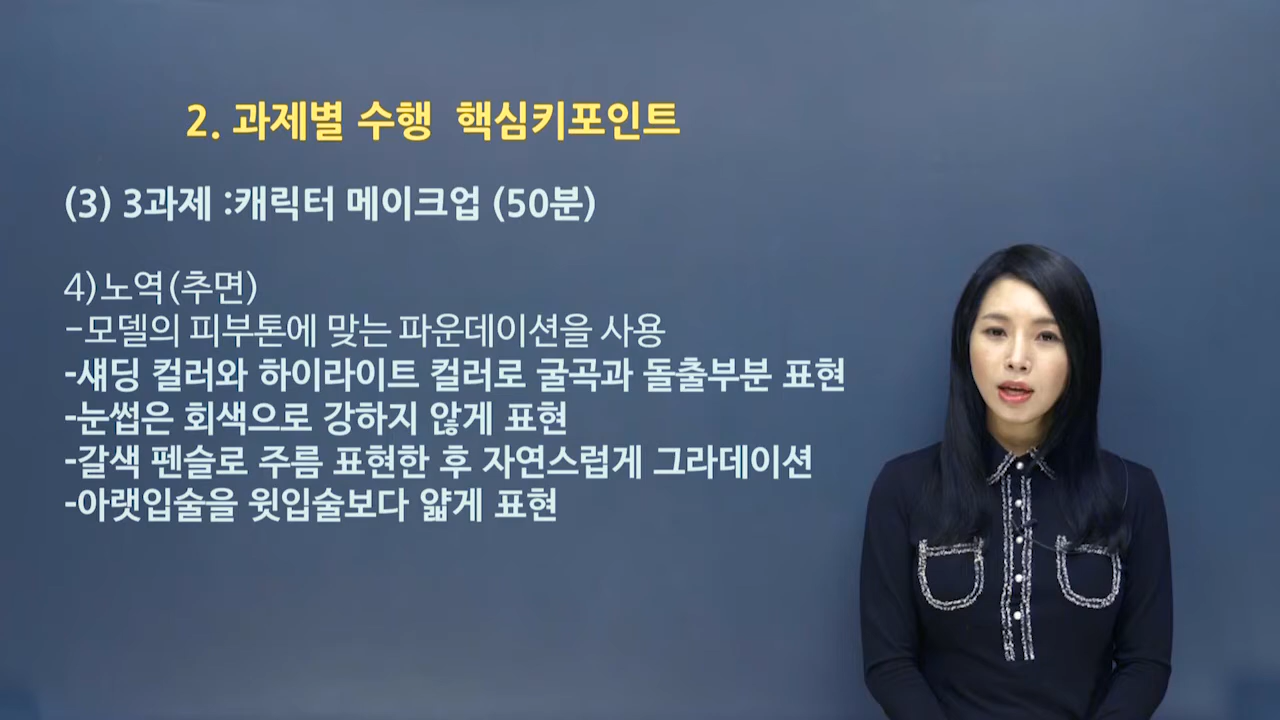 2. 과제별 수행 핵심키포인트
(3) 3과제 :캐릭터 메이크업 (50분)
4)노역(추면)
-모델의 피부톤에 맞는 파운데이션을 사용
-섀딩 컬러와 하이라이트 컬러로 굴곡과 돌출부분 표현
-눈썹은 회색으로 강하지 않게 표현
-갈색 펜슬로 주름 표현한 후 자연스럽게 그라데이션
-아랫입술을 윗입술보다 얇게 표현